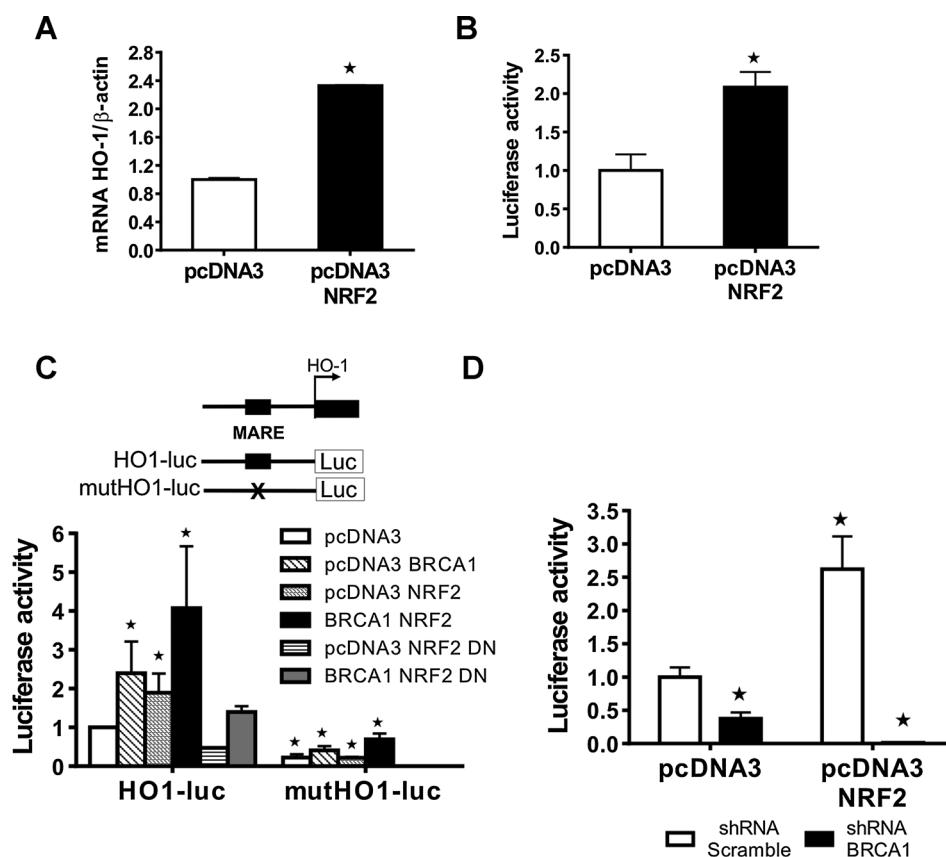 A
mRNA HO-1/β-actin
2.8
2.4
2.0
1.6
1.2
0.8
0.4
0.0
★
pcDNA3
pcDNA3
NRF2
B
Luciferase activity
2.5
2.0
1.5
1.0
0.5
0.0
★
pcDNA3
pcDNA3
NRF2
C
HO-1
MARE
HO1-luc
Luc
mutHO1-luc
X
Luc
Luciferase activity
6
5
4
3
2
1
0
★
★
★
★
★
★
★
HO1-luc
mutHO1-luc
pcDNA3
pcDNA3 BRCA1
pcDNA3 NRF2
BRCA1 NRF2
pcDNA3 NRF2 DN
BRCA1 NRF2 DN
D
Luciferase activity
3.5
3.0
2.5
2.0
1.5
1.0
0.5
0.0
★
★
★
pcDNA3
pcDNA3
NRF2
shRNA
Scramble
shRNA
BRCA1